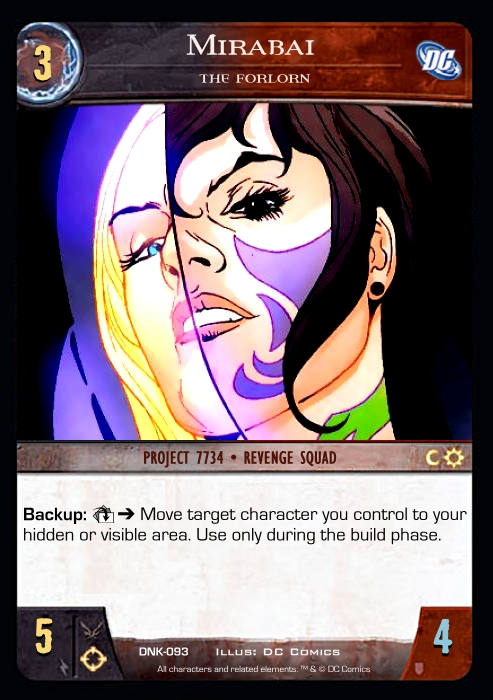 3
MIRABAI
THE FORLORN
DC
PROJECT 7734 • REVENGE SQUAD
C
Backup: ➔ Move target character you control to your
hidden or visible area. Use only during the build phase.
5
4
DNK-093 ILLUS: DC COMICS
All characters and related elements: ™ & © DC Comics